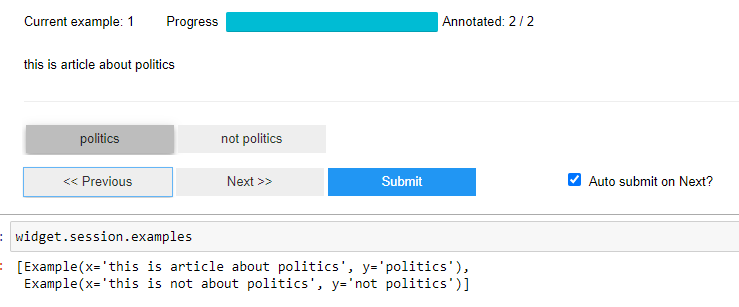 Current example: 1 Progress Annotated: 2 / 2
this is article about politics
politics not politics
<< Previous Next >> Submit Auto submit on Next?
: widget.session.examples
: [Example(x='this is article about politics', y='politics'),
Example(x='this is not about politics', y='not politics')]